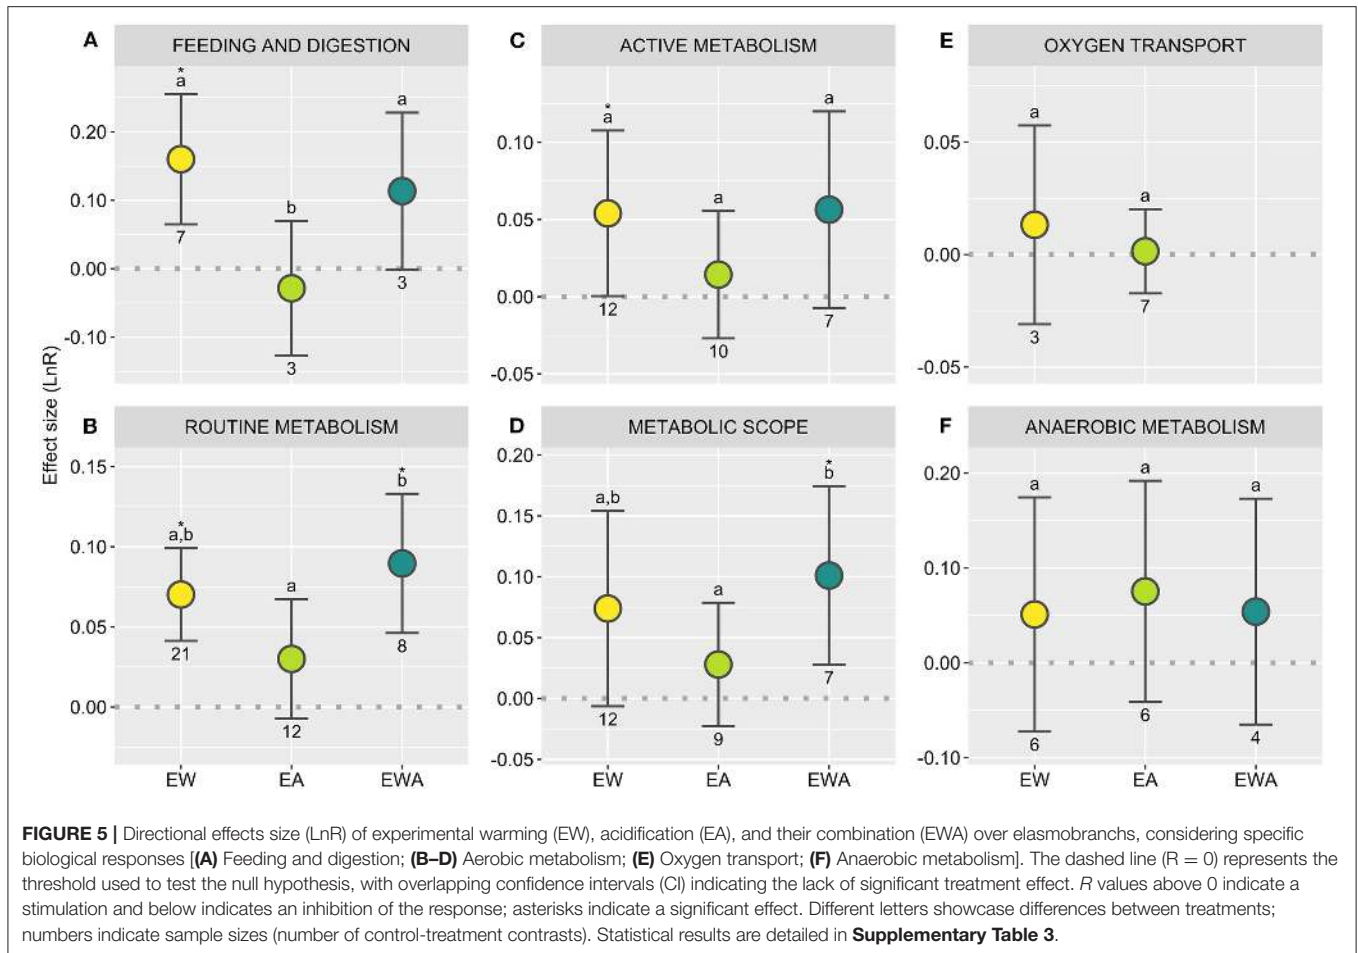 A
FEEDING AND DIGESTION
*
a
b
a
0.20
0.10
0.00
-0.10
7
3
3
C
ACTIVE METABOLISM
*
a
a
a
0.10
0.05
0.00
-0.05
12
10
7
E
OXYGEN TRANSPORT
a
a
0.05
0.00
-0.05
3
7
Effect size (LnR)
B
ROUTINE METABOLISM
*
a,b
a
*
b
0.15
0.10
0.05
0.00
21
12
8
EW
EA
EWA
D
METABOLIC SCOPE
a,b
a
*
b
0.20
0.15
0.10
0.05
0.00
-0.05
12
9
7
EW
EA
EWA
F
ANAEROBIC METABOLISM
a
a
a
0.20
0.10
0.00
-0.10
6
6
4
EW
EA
EWA
FIGURE 5 | Directional effects size (LnR) of experimental warming (EW), acidification (EA), and their combination (EWA) over elasmobranchs, considering specific
biological responses [(A) Feeding and digestion; (B–D) Aerobic metabolism; (E) Oxygen transport; (F) Anaerobic metabolism]. The dashed line (R = 0) represents the
threshold used to test the null hypothesis, with overlapping confidence intervals (CI) indicating the lack of significant treatment effect. R values above 0 indicate a
stimulation and below indicates an inhibition of the response; asterisks indicate a significant effect. Different letters showcase differences between treatments;
numbers indicate sample sizes (number of control-treatment contrasts). Statistical results are detailed in Supplementary Table 3.